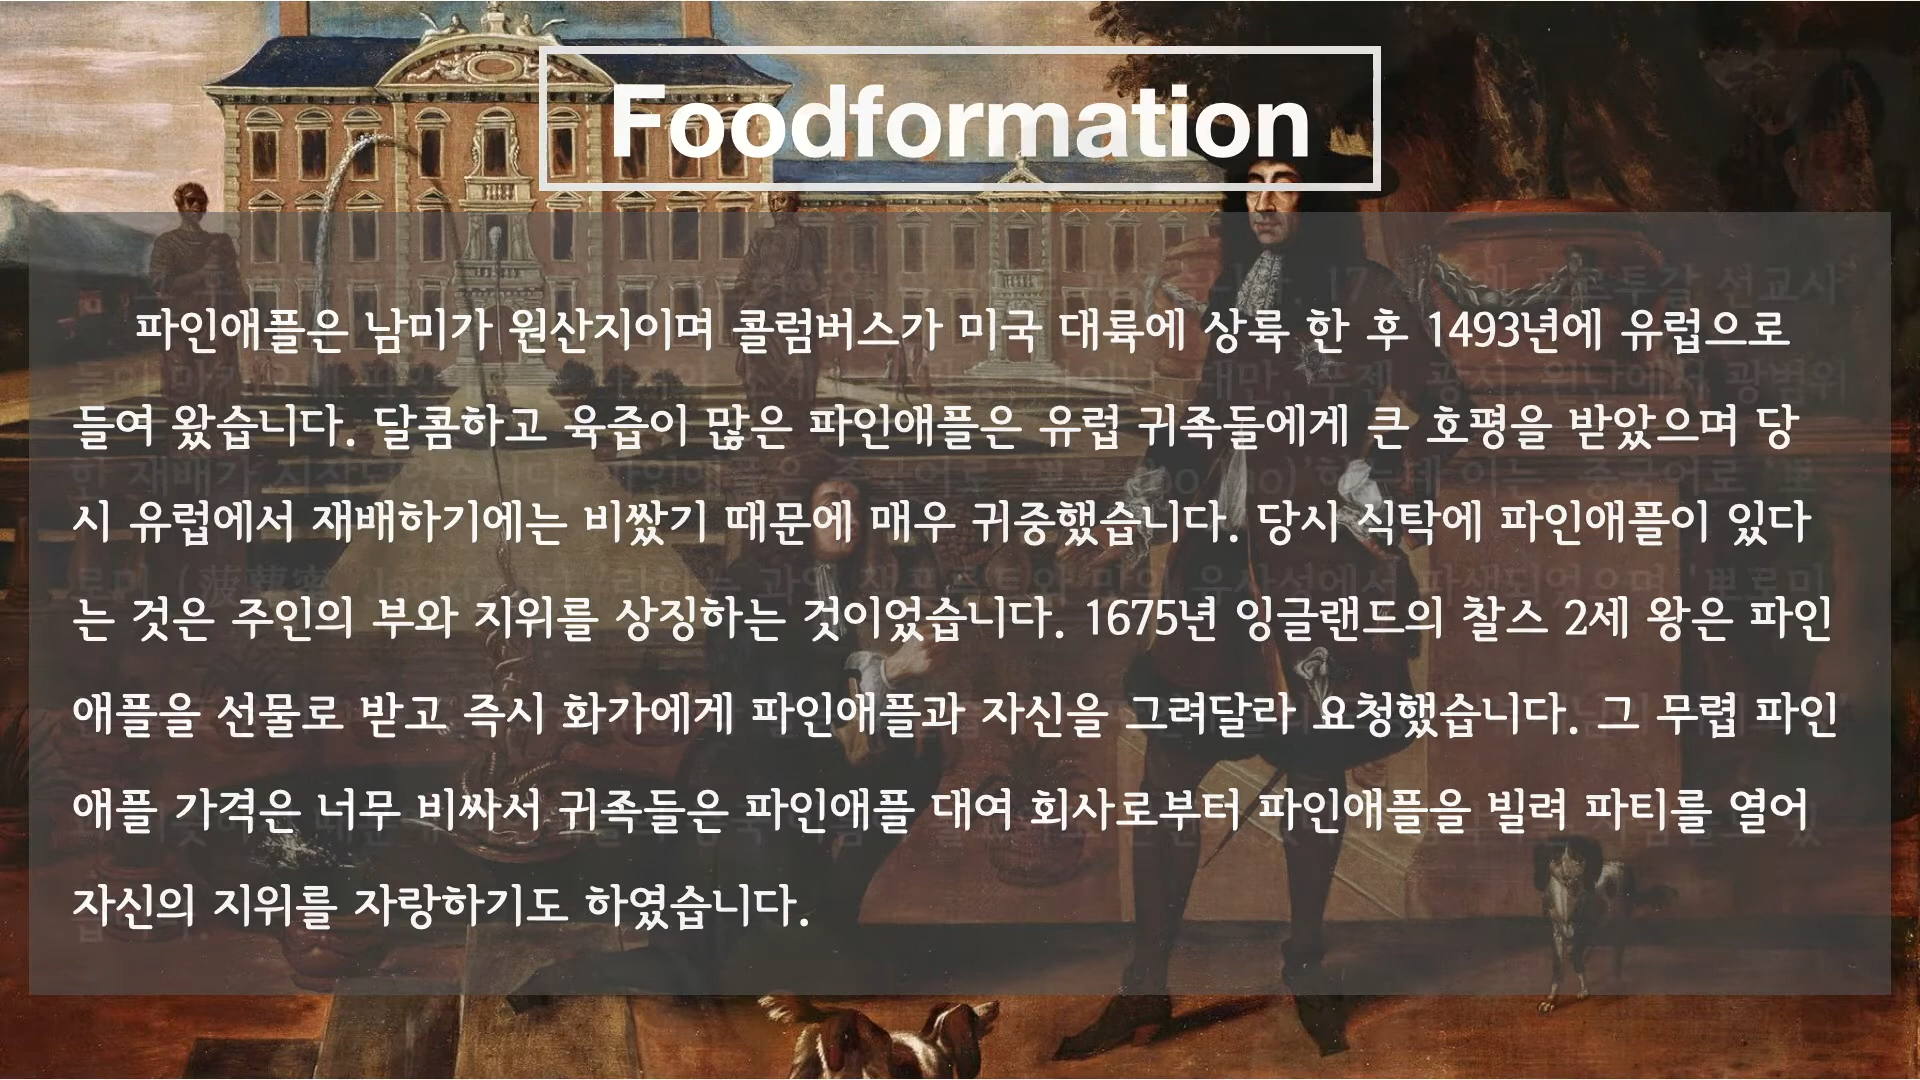 Foodformation
파인애플은 남미가 원산지이며 콜럼버스가 미국 대륙에 상륙 한 후 1493년에 유럽으로
들여 왔습니다. 달콤하고 육즙이 많은 파인애플은 유럽 귀족들에게 큰 호평을 받았으며 당
시 유럽에서 재배하기에는 비쌌기 때문에 매우 귀중했습니다. 당시 식탁에 파인애플이 있다
는 것은 주인의 부와 지위를 상징하는 것이었습니다. 1675년 잉글랜드의 찰스 2세 왕은 파인
애플을 선물로 받고 즉시 화가에게 파인애플과 자신을 그려달라 요청했습니다. 그 무렵 파인
애플 가격은 너무 비싸서 귀족들은 파인애플 대여 회사로부터 파인애플을 빌려 파티를 열어
자신의 지위를 자랑하기도 하였습니다.